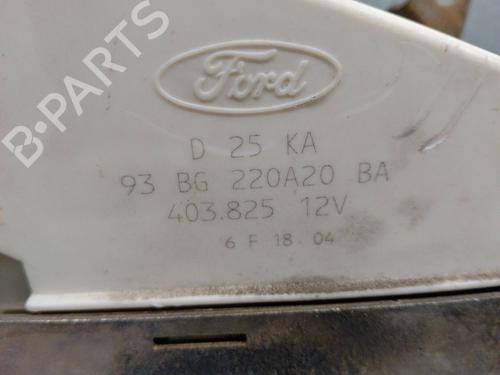 Ford
D 25 KA
93 BG 220A20 BA
403.825 12V
6 F 18 04
B-PARTS